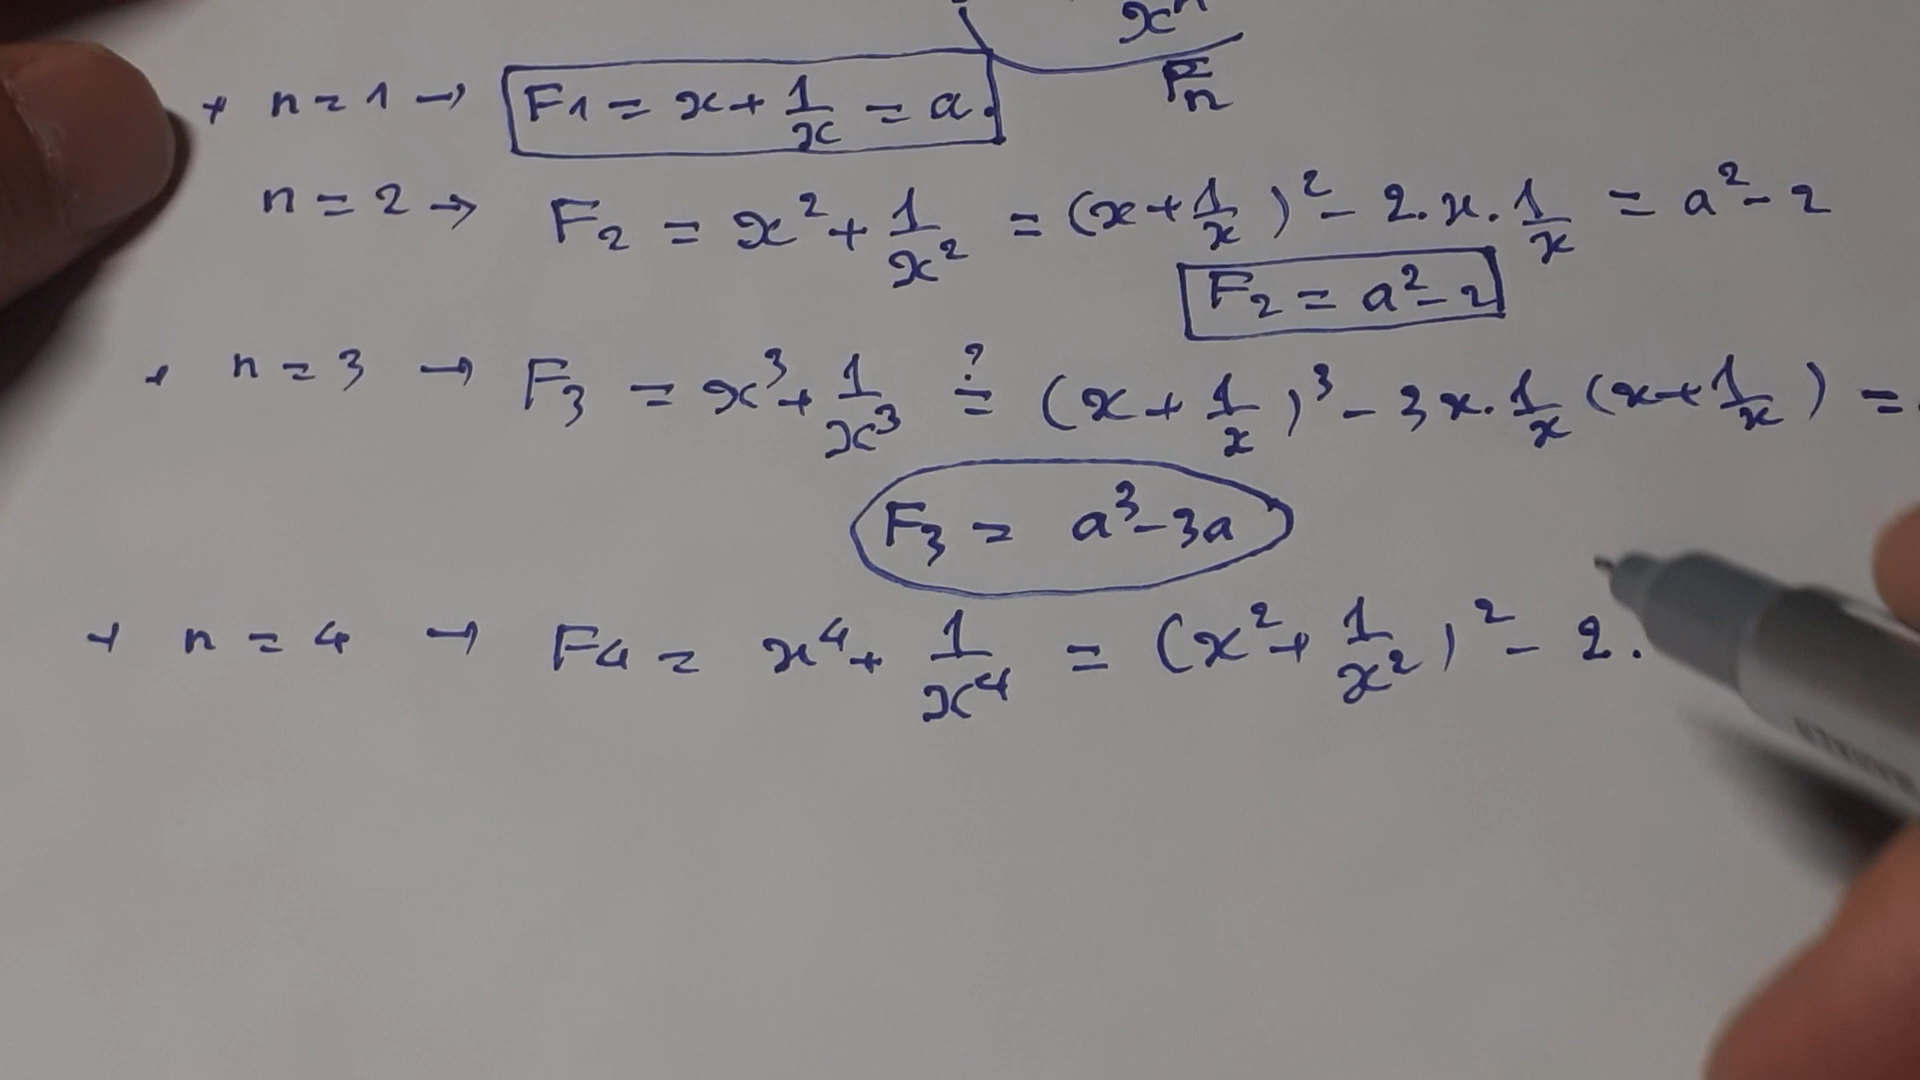 xⁿ
Fn
+ n=1 → F1 = x + 1/x = a.
n=2 → F2 = x² + 1/x² = (x + 1/x)² - 2.x.1/x = a² - 2
F2 = a² - 2
+ n=3 → F3 = x³ + 1/x³ ?= (x + 1/x)³ - 3x.1/x (x + 1/x) =
F3 = a³ - 3a
+ n=4 → F4 = x⁴ + 1/x⁴ = (x² + 1/x²)² - 2.